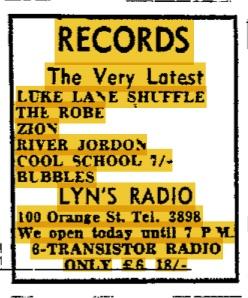 RECORDS
The Very Latest
LUKE LANE SHUFFLE
THE ROBE
ZION
RIVER JORDON
COOL SCHOOL 7/-
BUBBLES
LYN'S RADIO
100 Orange St. Tel. 3898
We open today until 7 P M.
6-TRANSISTOR RADIO
ONLY £6 18/-